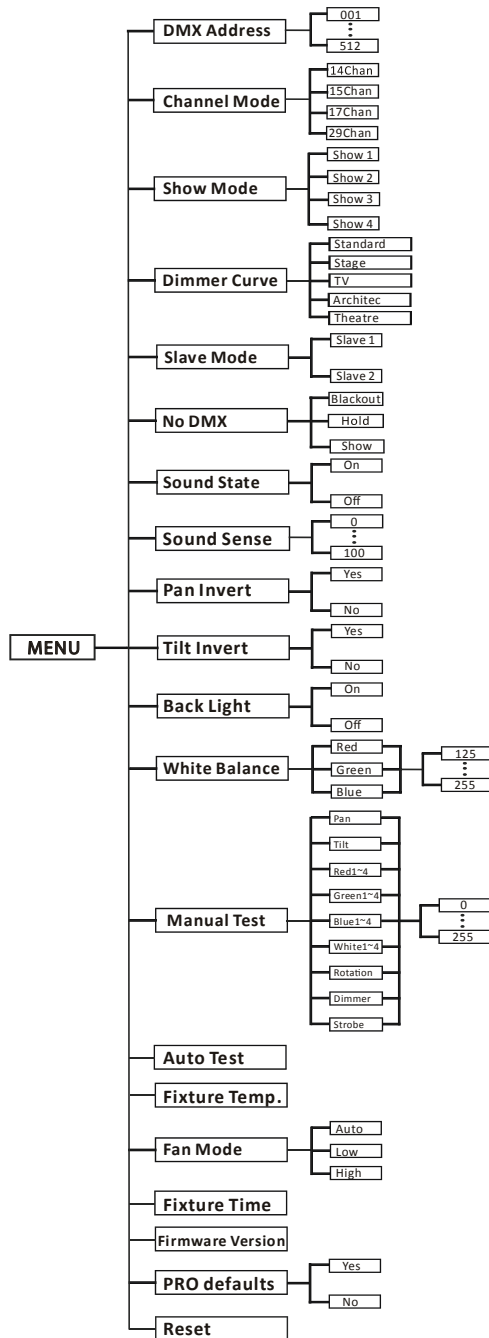 MENU
DMX Address
001
512
Channel Mode
14Chan
15Chan
17Chan
29Chan
Show Mode
Show 1
Show 2
Show 3
Show 4
Dimmer Curve
Standard
Stage
TV
Architec
Theatre
Slave Mode
Slave 1
Slave 2
No DMX
Blackout
Hold
Show
Sound State
On
Off
Sound Sense
0
100
Pan Invert
Yes
No
Tilt Invert
Yes
No
Back Light
On
Off
White Balance
Red
Green
Blue
125
255
Manual Test
Pan
Tilt
Red1~4
Green1~4
Blue1~4
White1~4
Rotation
Dimmer
Strobe
0
255
Auto Test
Fixture Temp.
Fan Mode
Auto
Low
High
Fixture Time
Firmware Version
PRO defaults
Yes
No
Reset